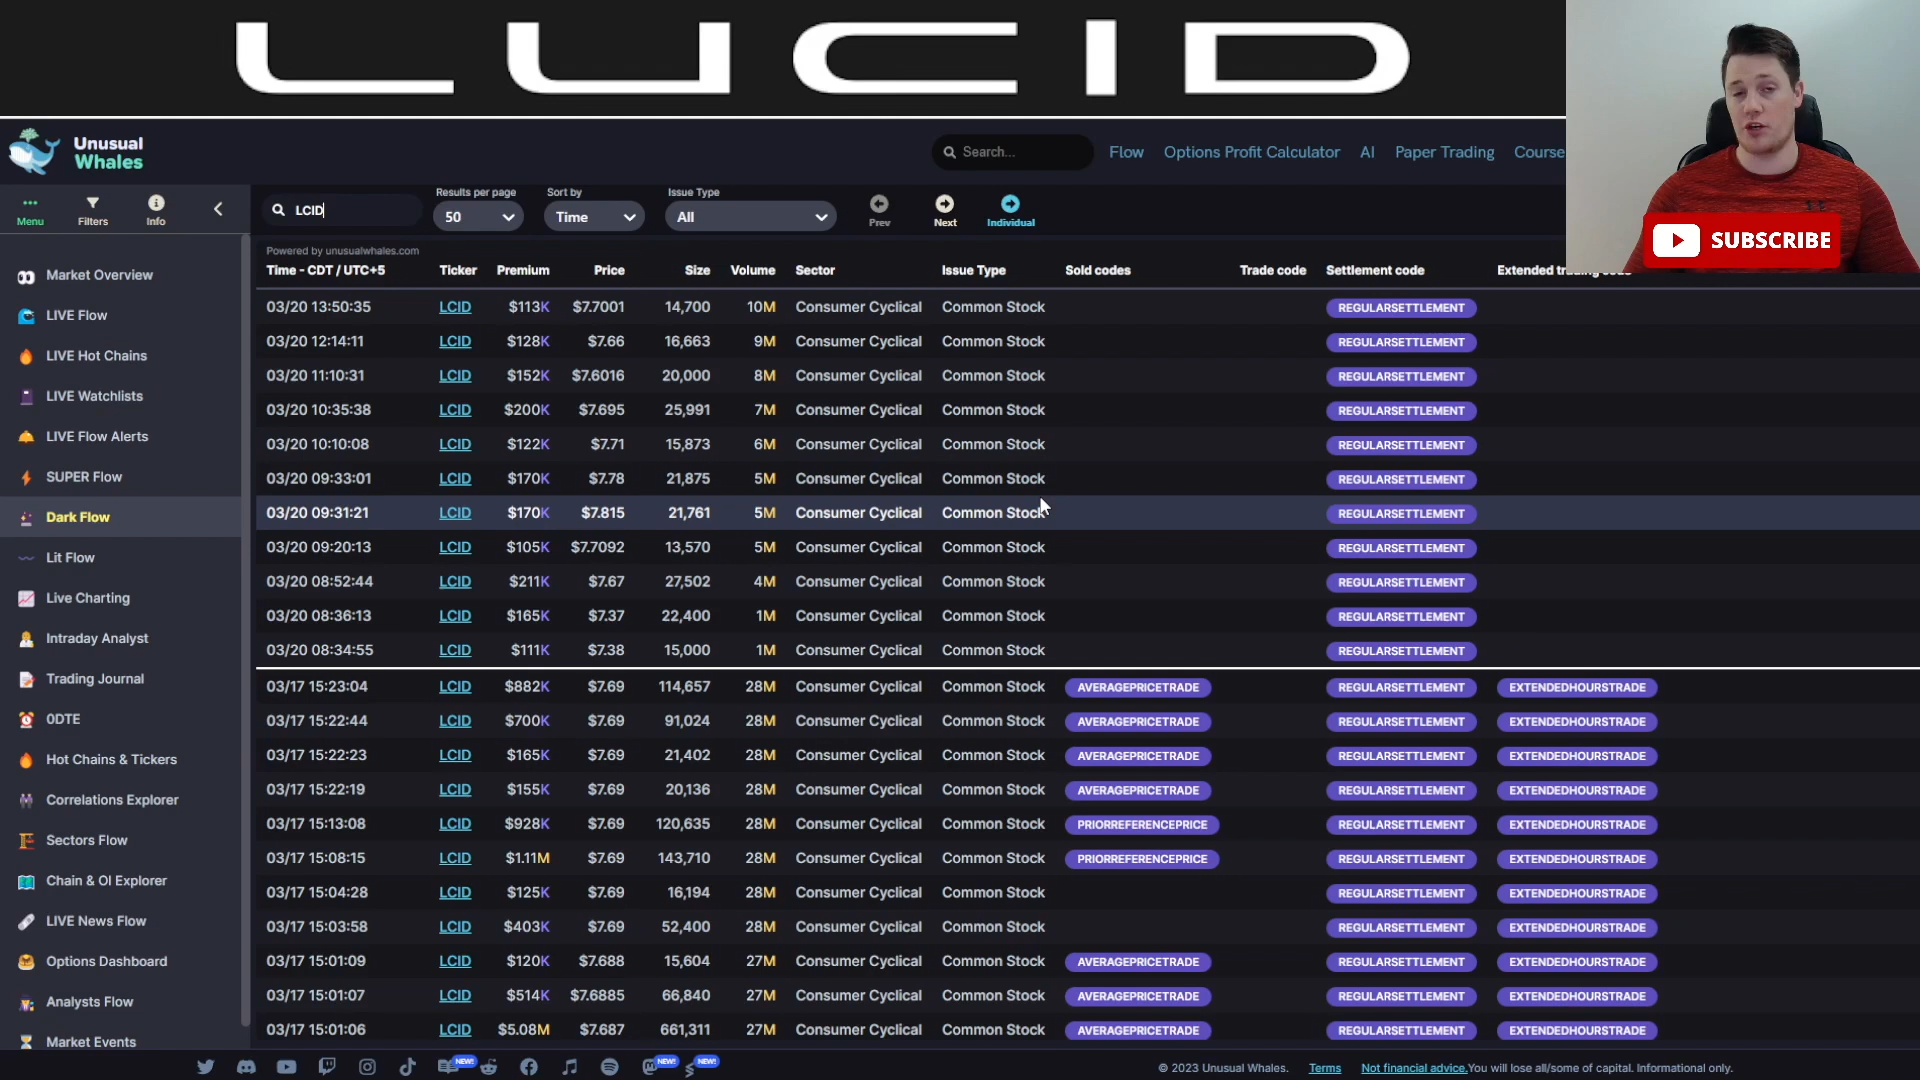 LUCID
Unusual
Whales
Search...
Flow
Options Profit Calculator
AI
Paper Trading
Course
SUBSCRIBE
Menu
Filters
Info
LCID
Results per page
50
Sort by
Time
Issue Type
All
Prev
Next
Individual
Powered by unusualwhales.com
Time - CDT / UTC+5 Ticker Premium Price Size Volume Sector Issue Type Sold codes Trade code Settlement code Extended
03/20 13:50:35 LCID $113K $7.7001 14,700 10M Consumer Cyclical Common Stock REGULARSETTLEMENT
03/20 12:14:11 LCID $128K $7.66 16,663 9M Consumer Cyclical Common Stock REGULARSETTLEMENT
03/20 11:10:31 LCID $152K $7.6016 20,000 8M Consumer Cyclical Common Stock REGULARSETTLEMENT
03/20 10:35:38 LCID $200K $7.695 25,991 7M Consumer Cyclical Common Stock REGULARSETTLEMENT
03/20 10:10:08 LCID $122K $7.71 15,873 6M Consumer Cyclical Common Stock REGULARSETTLEMENT
03/20 09:33:01 LCID $170K $7.78 21,875 5M Consumer Cyclical Common Stock REGULARSETTLEMENT
03/20 09:31:21 LCID $170K $7.815 21,761 5M Consumer Cyclical Common Stock REGULARSETTLEMENT
03/20 09:20:13 LCID $105K $7.7092 13,570 5M Consumer Cyclical Common Stock REGULARSETTLEMENT
03/20 08:52:44 LCID $211K $7.67 27,502 4M Consumer Cyclical Common Stock REGULARSETTLEMENT
03/20 08:36:13 LCID $165K $7.37 22,400 1M Consumer Cyclical Common Stock REGULARSETTLEMENT
03/20 08:34:55 LCID $111K $7.38 15,000 1M Consumer Cyclical Common Stock REGULARSETTLEMENT
03/17 15:23:04 LCID $882K $7.69 114,657 28M Consumer Cyclical Common Stock AVERAGEPRICETRADE REGULARSETTLEMENT EXTENDEDHOURSTRADE
03/17 15:22:44 LCID $700K $7.69 91,024 28M Consumer Cyclical Common Stock AVERAGEPRICETRADE REGULARSETTLEMENT EXTENDEDHOURSTRADE
03/17 15:22:23 LCID $165K $7.69 21,402 28M Consumer Cyclical Common Stock AVERAGEPRICETRADE REGULARSETTLEMENT EXTENDEDHOURSTRADE
03/17 15:22:19 LCID $155K $7.69 20,136 28M Consumer Cyclical Common Stock AVERAGEPRICETRADE REGULARSETTLEMENT EXTENDEDHOURSTRADE
03/17 15:13:08 LCID $928K $7.69 120,635 28M Consumer Cyclical Common Stock PRIORREFERENCEPRICE REGULARSETTLEMENT EXTENDEDHOURSTRADE
03/17 15:08:15 LCID $1.11M $7.69 143,710 28M Consumer Cyclical Common Stock PRIORREFERENCEPRICE REGULARSETTLEMENT EXTENDEDHOURSTRADE
03/17 15:04:28 LCID $125K $7.69 16,194 28M Consumer Cyclical Common Stock REGULARSETTLEMENT EXTENDEDHOURSTRADE
03/17 15:03:58 LCID $403K $7.69 52,400 28M Consumer Cyclical Common Stock REGULARSETTLEMENT EXTENDEDHOURSTRADE
03/17 15:01:09 LCID $120K $7.688 15,604 27M Consumer Cyclical Common Stock AVERAGEPRICETRADE REGULARSETTLEMENT EXTENDEDHOURSTRADE
03/17 15:01:07 LCID $514K $7.6885 66,840 27M Consumer Cyclical Common Stock AVERAGEPRICETRADE REGULARSETTLEMENT EXTENDEDHOURSTRADE
03/17 15:01:06 LCID $5.08M $7.687 661,311 27M Consumer Cyclical Common Stock AVERAGEPRICETRADE REGULARSETTLEMENT EXTENDEDHOURSTRADE
Market Overview
LIVE Flow
LIVE Hot Chains
LIVE Watchlists
LIVE Flow Alerts
SUPER Flow
Dark Flow
Lit Flow
Live Charting
Intraday Analyst
Trading Journal
0DTE
Hot Chains & Tickers
Correlations Explorer
Sectors Flow
Chain & OI Explorer
LIVE News Flow
Options Dashboard
Analysts Flow
Market Events
NEW!
NEW!
NEW!
© 2023 Unusual Whales. Terms Not financial advice.You will lose all/some of capital. Informational only.